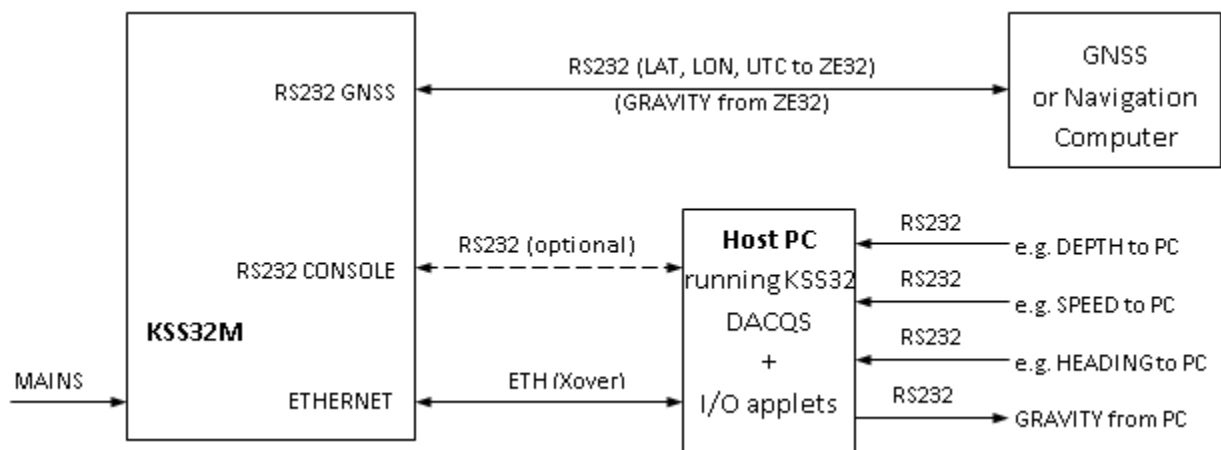 RS232 GNSS
RS232 (LAT, LON, UTC to ZE32)
(GRAVITY from ZE32)
GNSS
or Navigation
Computer
RS232 CONSOLE
KSS32M
MAINS
ETHERNET
RS232 (optional)
ETH (Xover)
Host PC
running KSS32
DACQS
+
I/O applets
RS232
e.g. DEPTH to PC
RS232
e.g. SPEED to PC
RS232
e.g. HEADING to PC
RS232
GRAVITY from PC